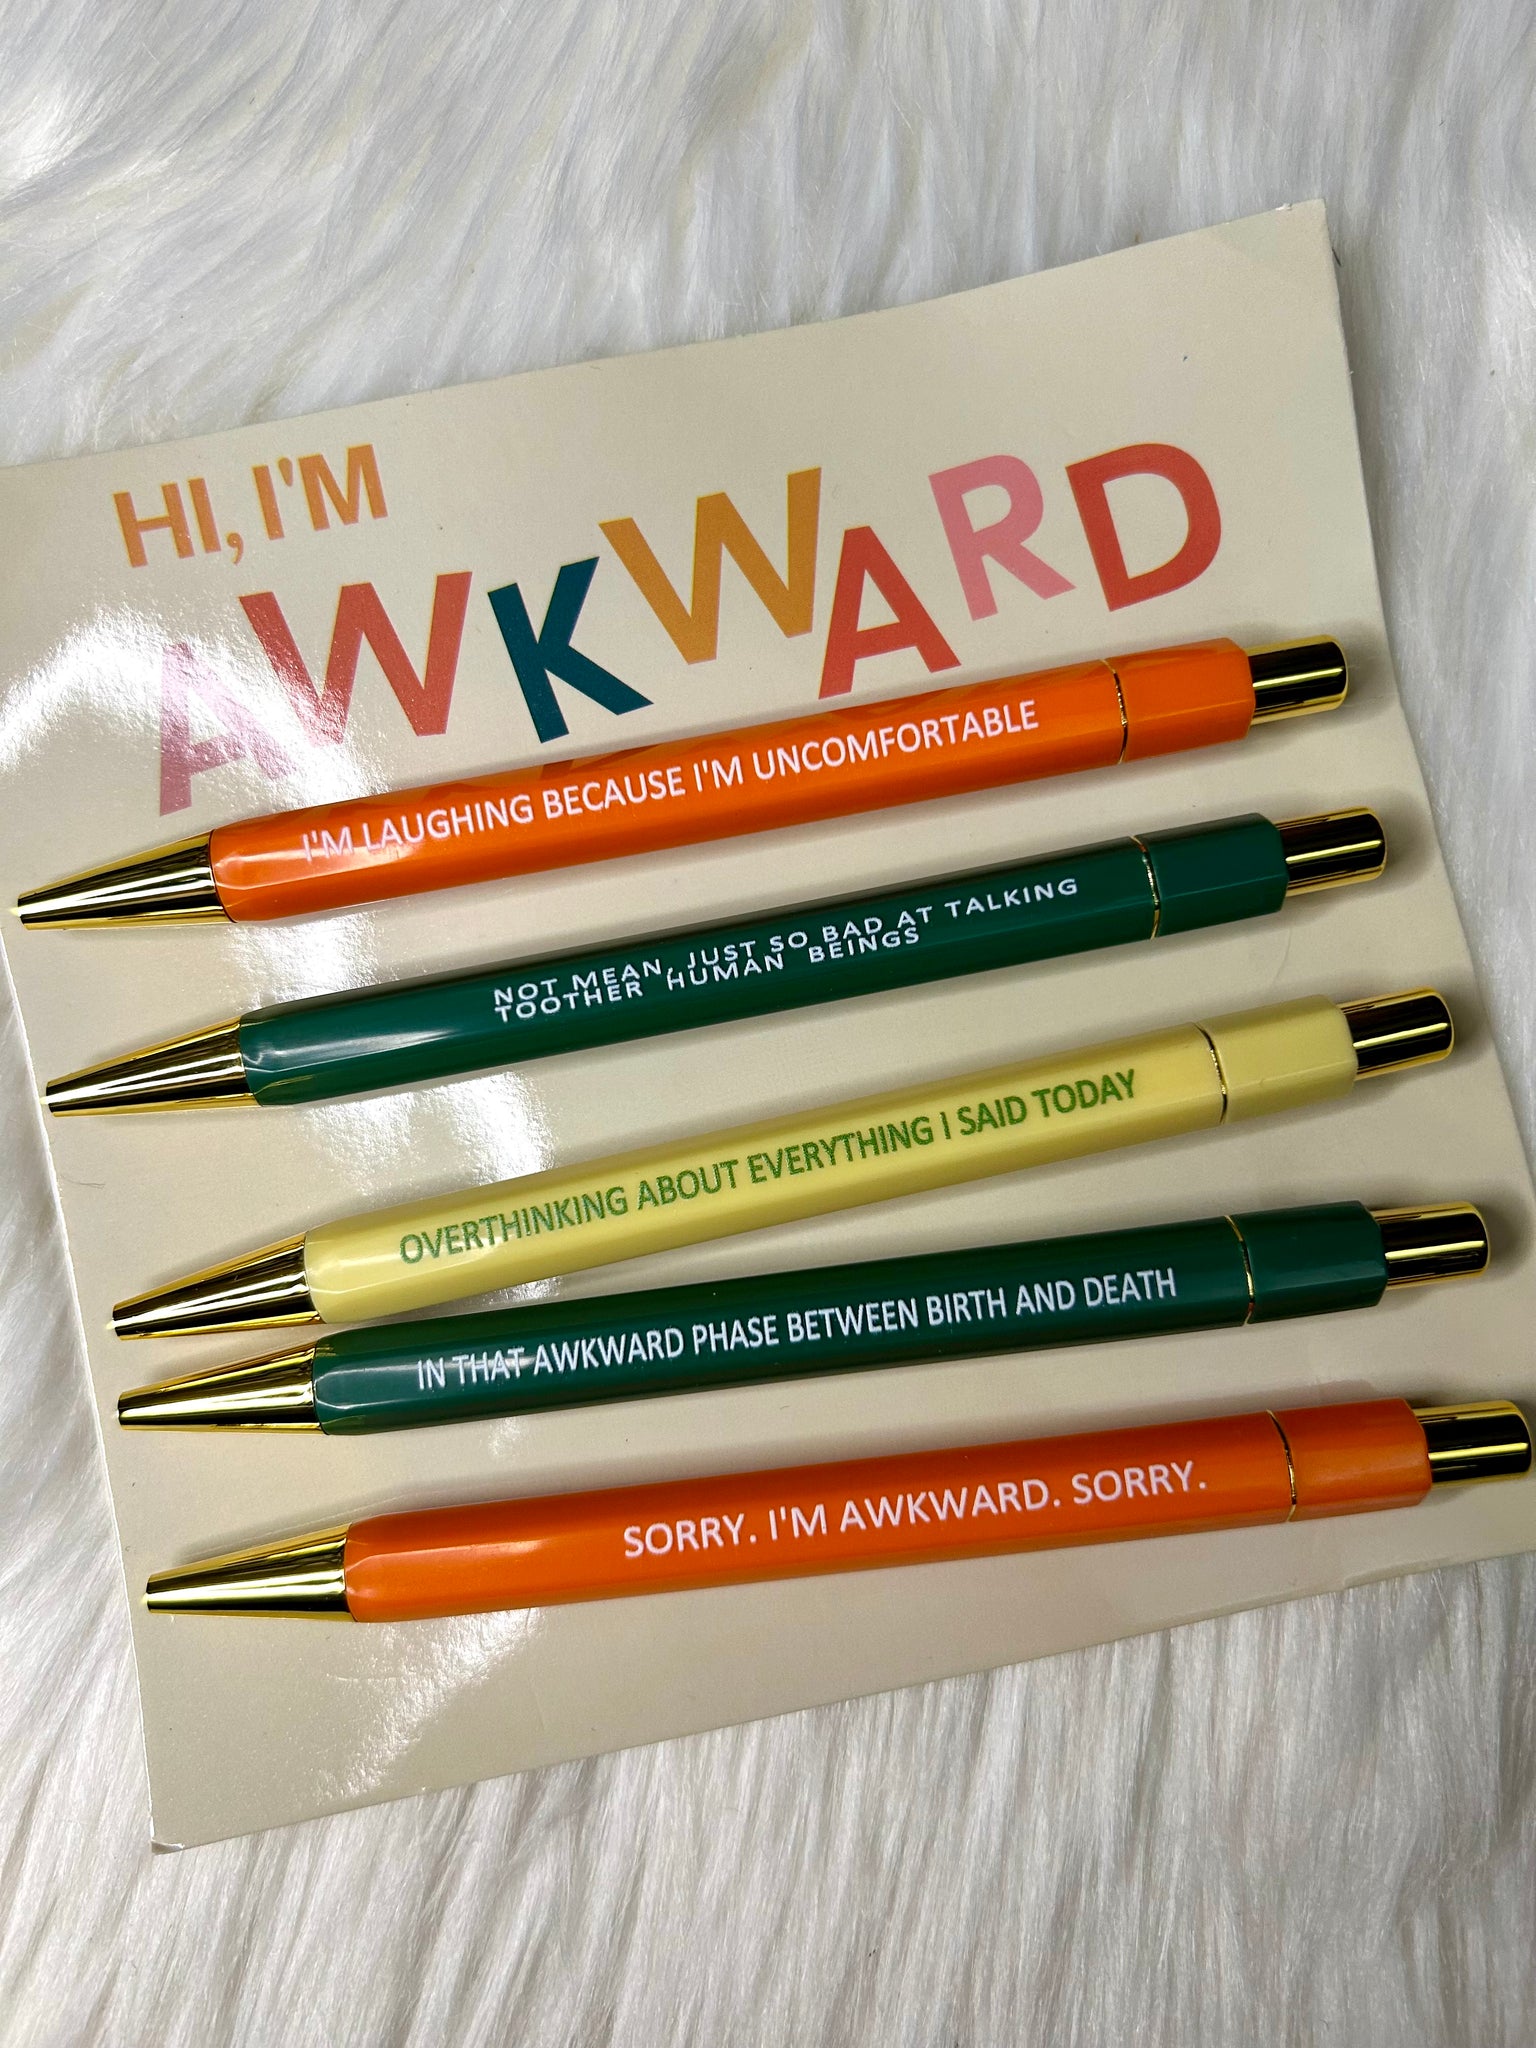 HI, I'M
AWKWARD
I'M LAUGHING BECAUSE I'M UNCOMFORTABLE
NOT MEAN, JUST SO BAD AT TALKING
TOOTHER HUMAN BEINGS
OVERTHINKING ABOUT EVERYTHING I SAID TODAY
IN THAT AWKWARD PHASE BETWEEN BIRTH AND DEATH
SORRY. I'M AWKWARD. SORRY.